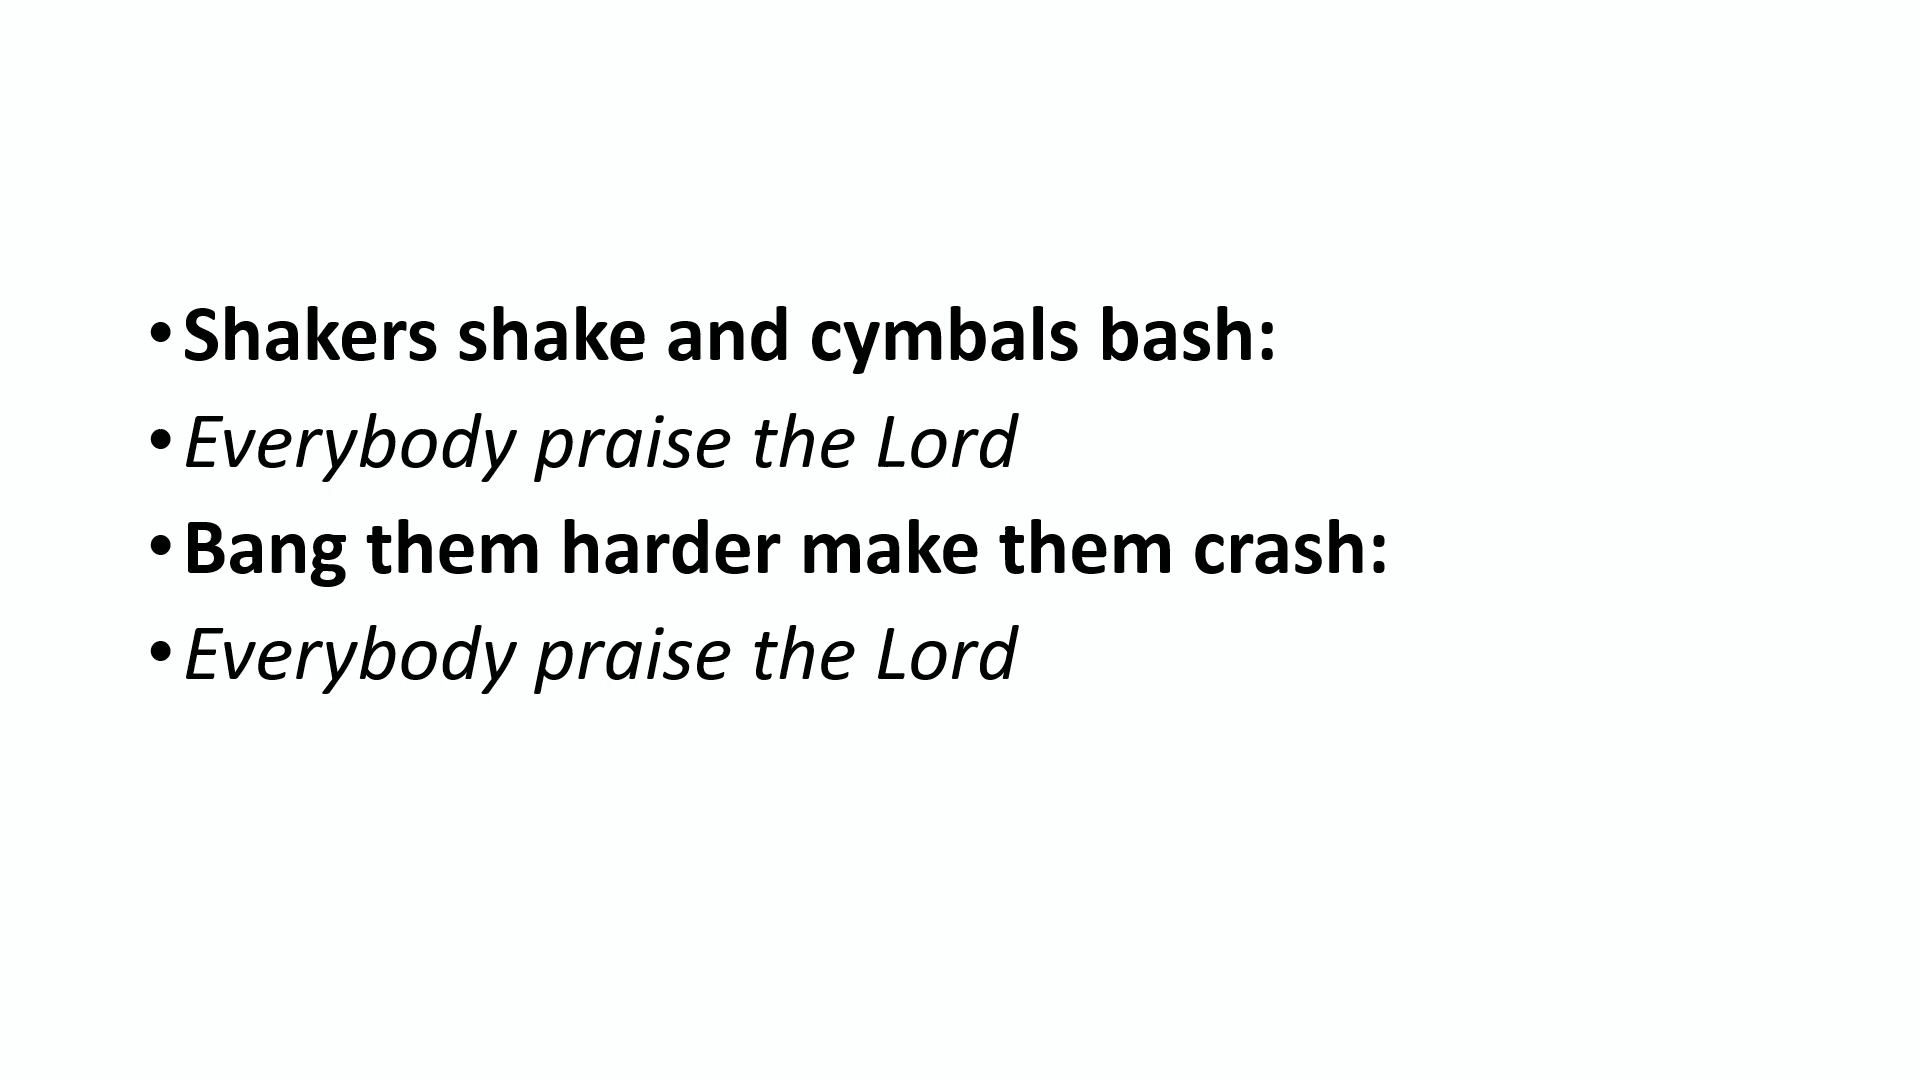 • Shakers shake and cymbals bash:
• Everybody praise the Lord
• Bang them harder make them crash:
• Everybody praise the Lord